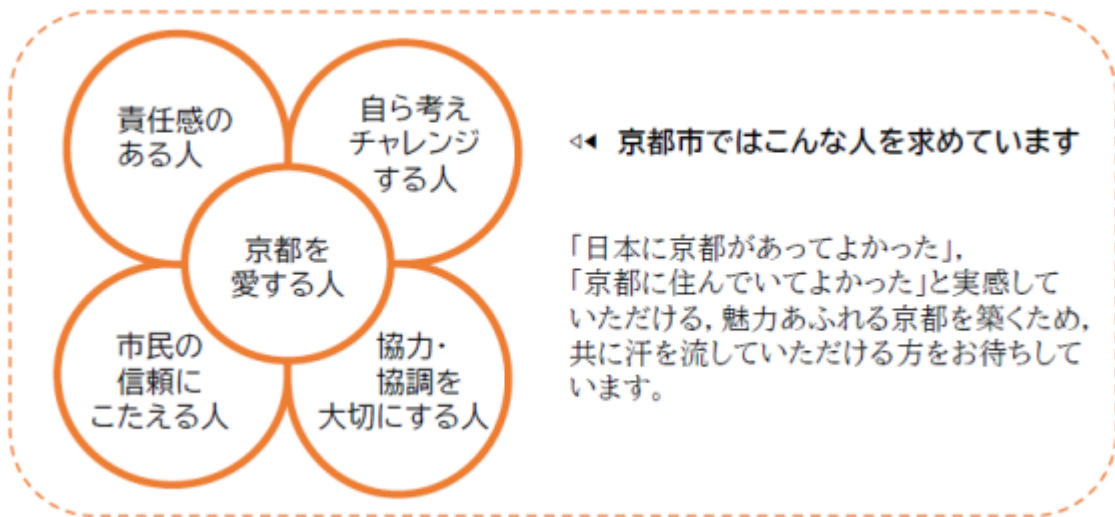 責任感の
ある人
自ら考え
チャレンジ
する人
京都を
愛する人
市民の
信頼に
こたえる人
協力・
協調を
大切にする人
◁◀ 京都市ではこんな人を求めています
「日本に京都があってよかった」,
「京都に住んでいてよかった」と実感して
いただける, 魅力あふれる京都を築くため,
共に汗を流していただける方をお待ちして
います。